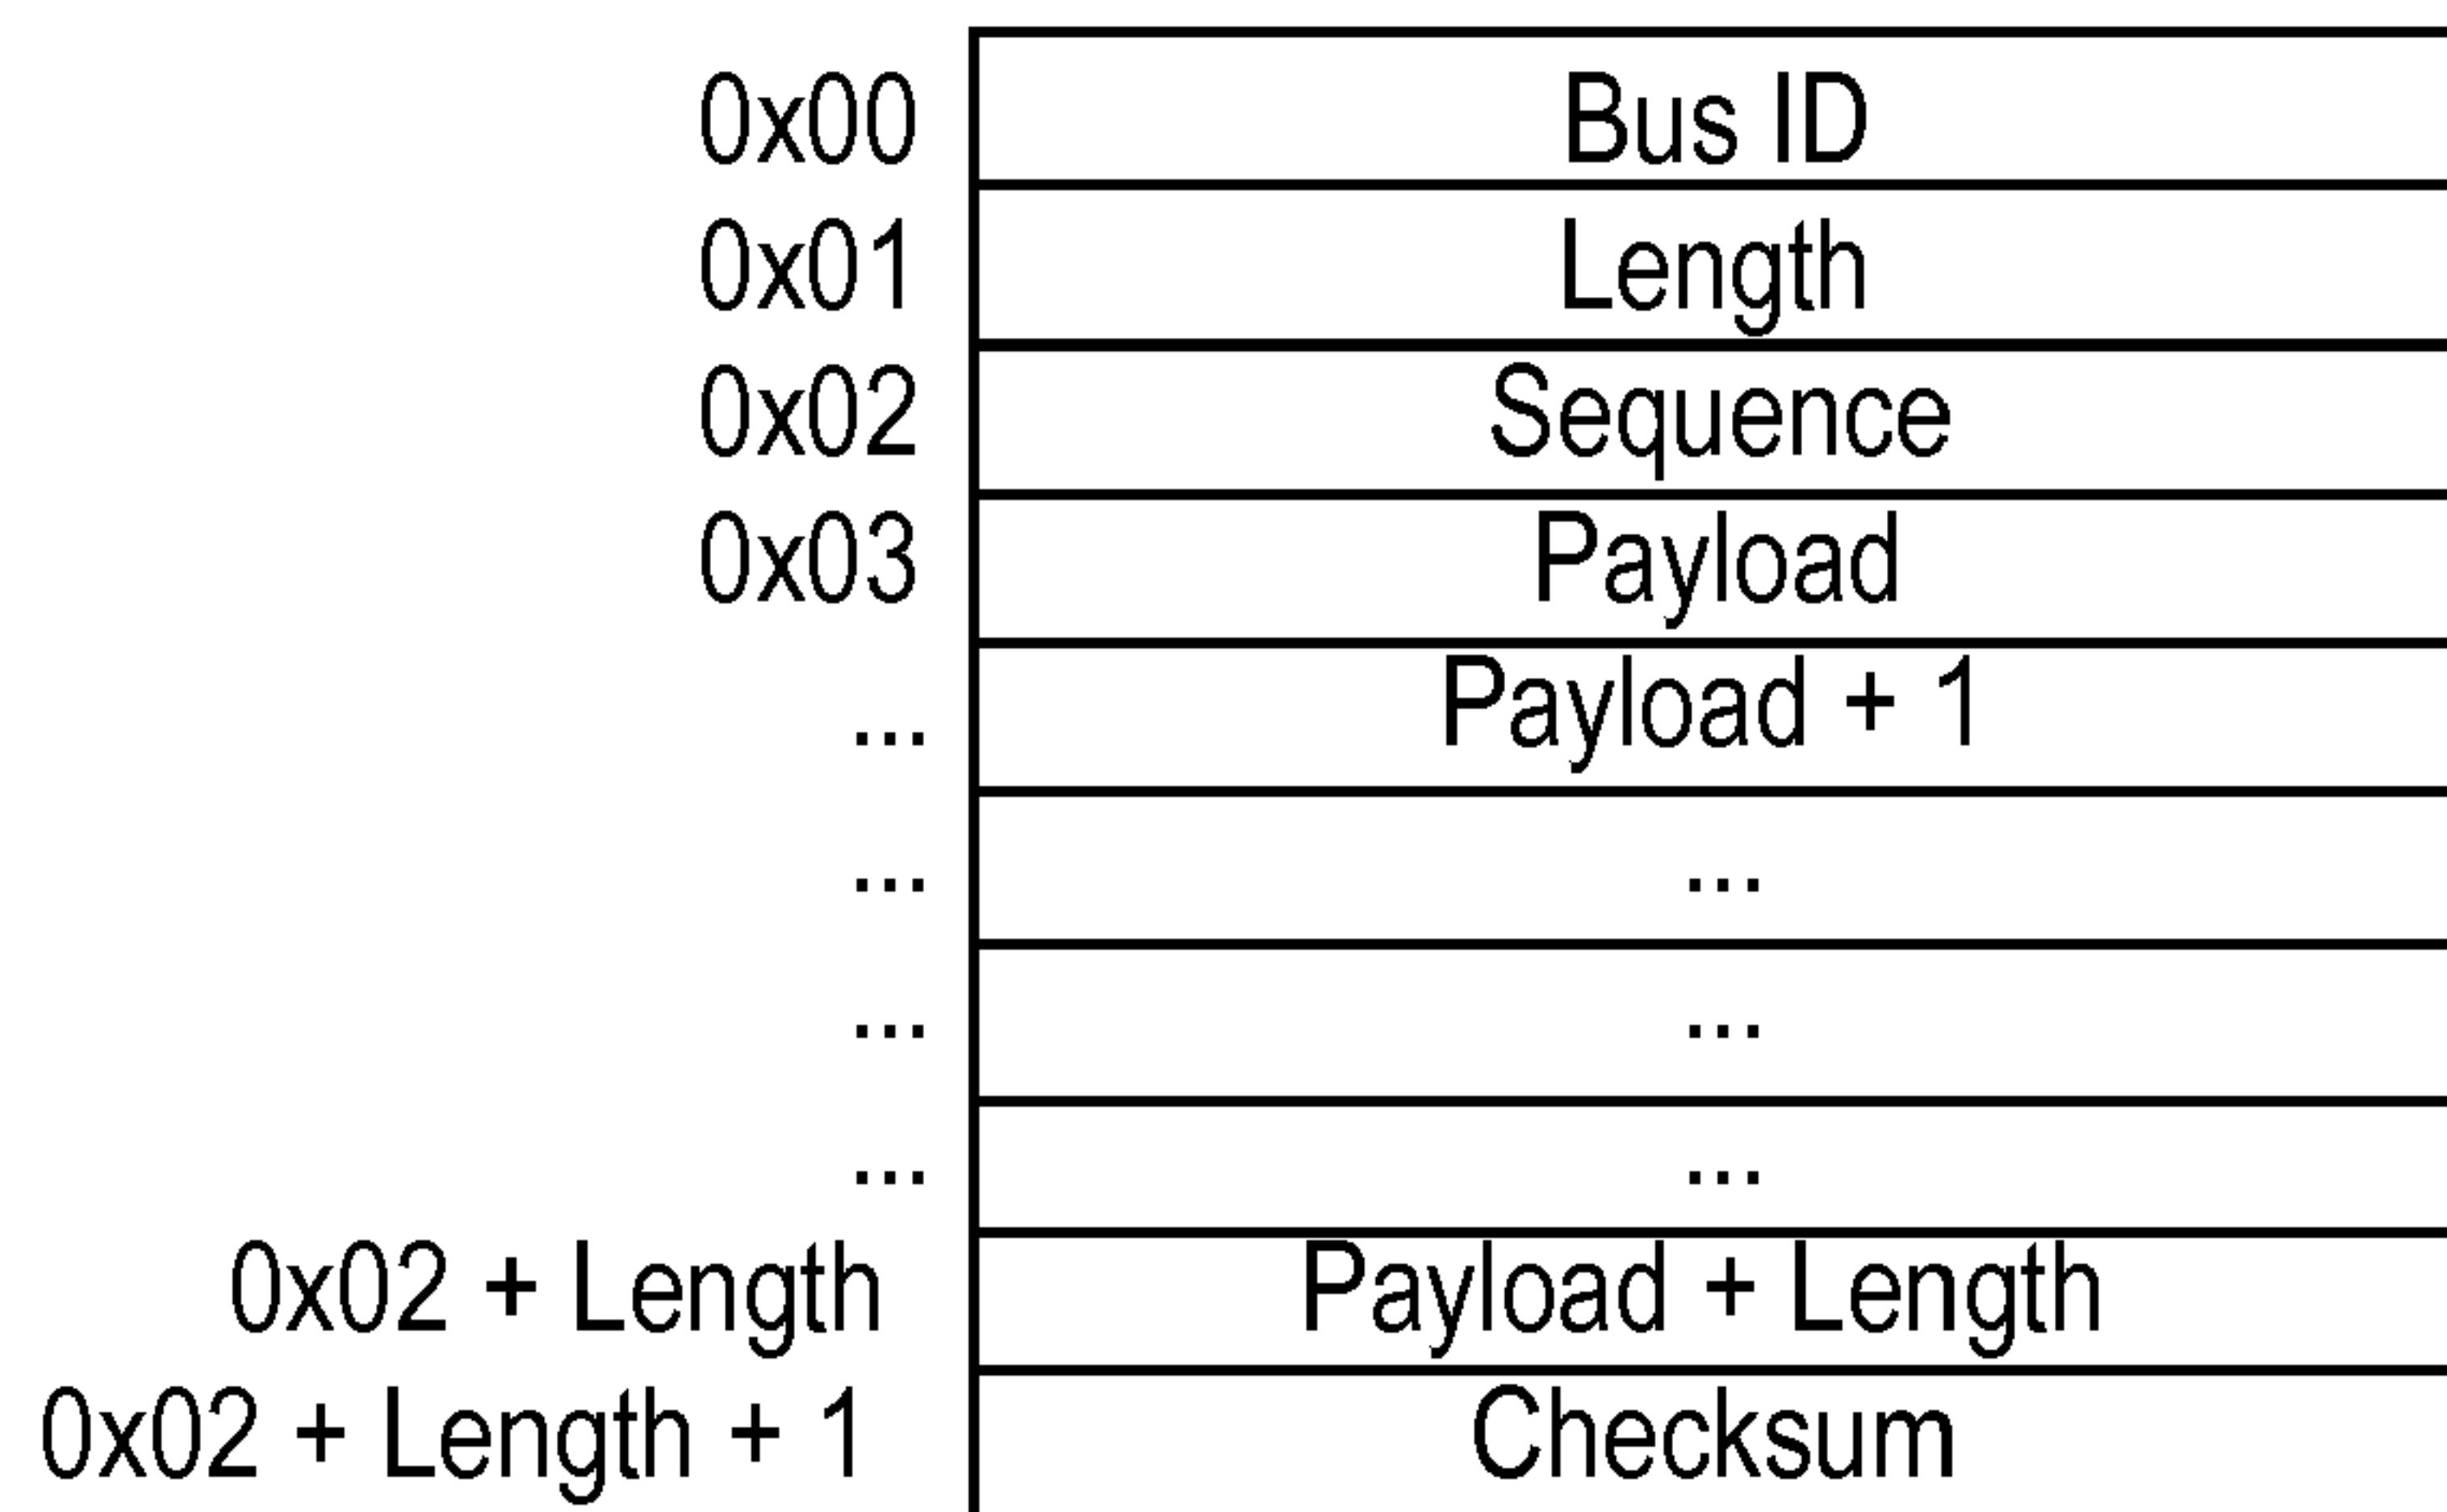 0x00 Bus ID
0x01 Length
0x02 Sequence
0x03 Payload
... Payload + 1
... ...
... ...
... ...
0x02 + Length Payload + Length
0x02 + Length + 1 Checksum